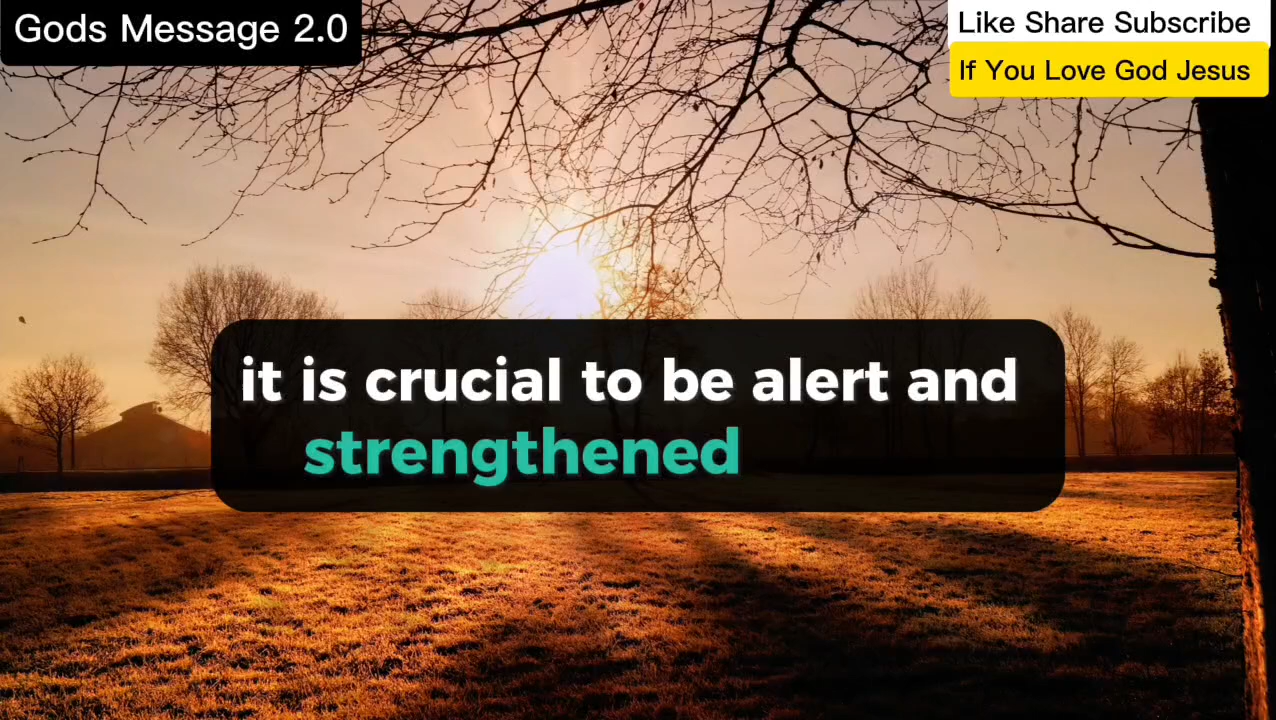 Gods Message 2.0
Like Share Subscribe
If You Love God Jesus
it is crucial to be alert and
strengthened